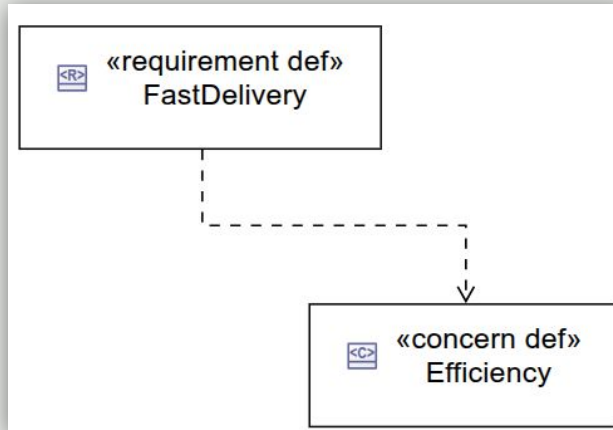 <R>
«requirement def»
FastDelivery
<C>
«concern def»
Efficiency